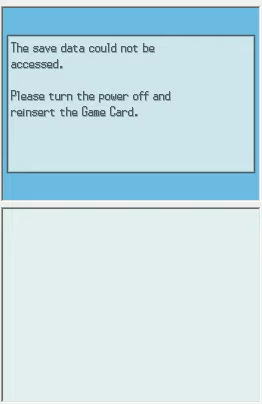 The save data could not be
accessed.
Please turn the power off and
reinsert the Game Card.